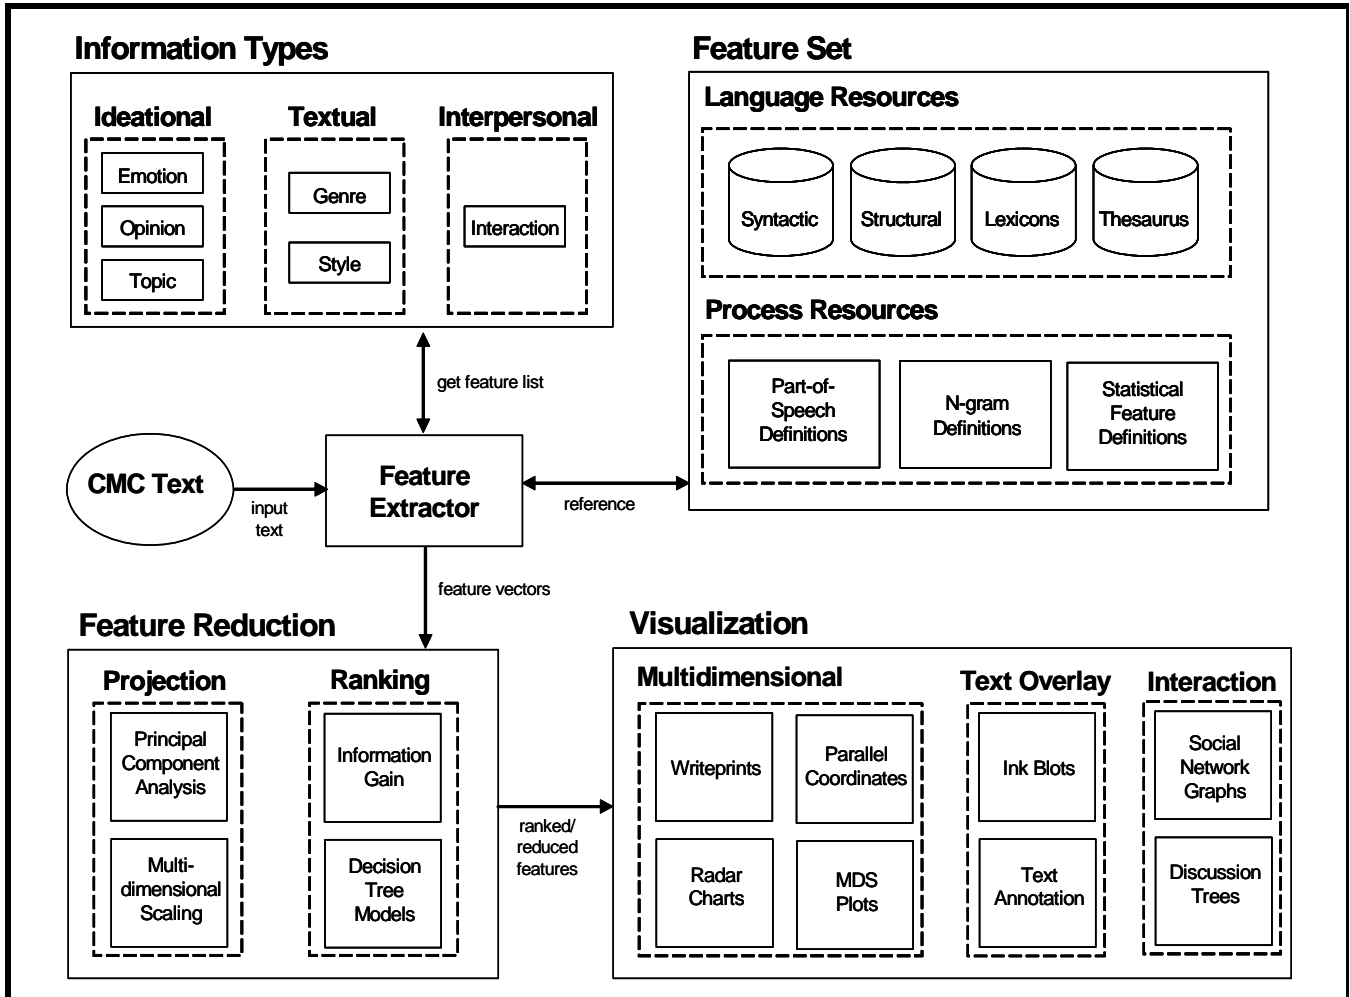 Information Types
Ideational
Emotion
Opinion
Topic
Textual
Genre
Style
Interpersonal
Interaction
Feature Set
Language Resources
Syntactic
Structural
Lexicons
Thesaurus
Process Resources
Part-of-
Speech
Definitions
N-gram
Definitions
Statistical
Feature
Definitions
get feature list
CMC Text
input
text
Feature
Extractor
reference
feature vectors
Feature Reduction
Projection
Principal
Component
Analysis
Multi-
dimensional
Scaling
Ranking
Information
Gain
Decision
Tree
Models
ranked/
reduced
features
Visualization
Multidimensional
Writeprints
Parallel
Coordinates
Radar
Charts
MDS
Plots
Text Overlay
Ink Blots
Text
Annotation
Interaction
Social
Network
Graphs
Discussion
Trees